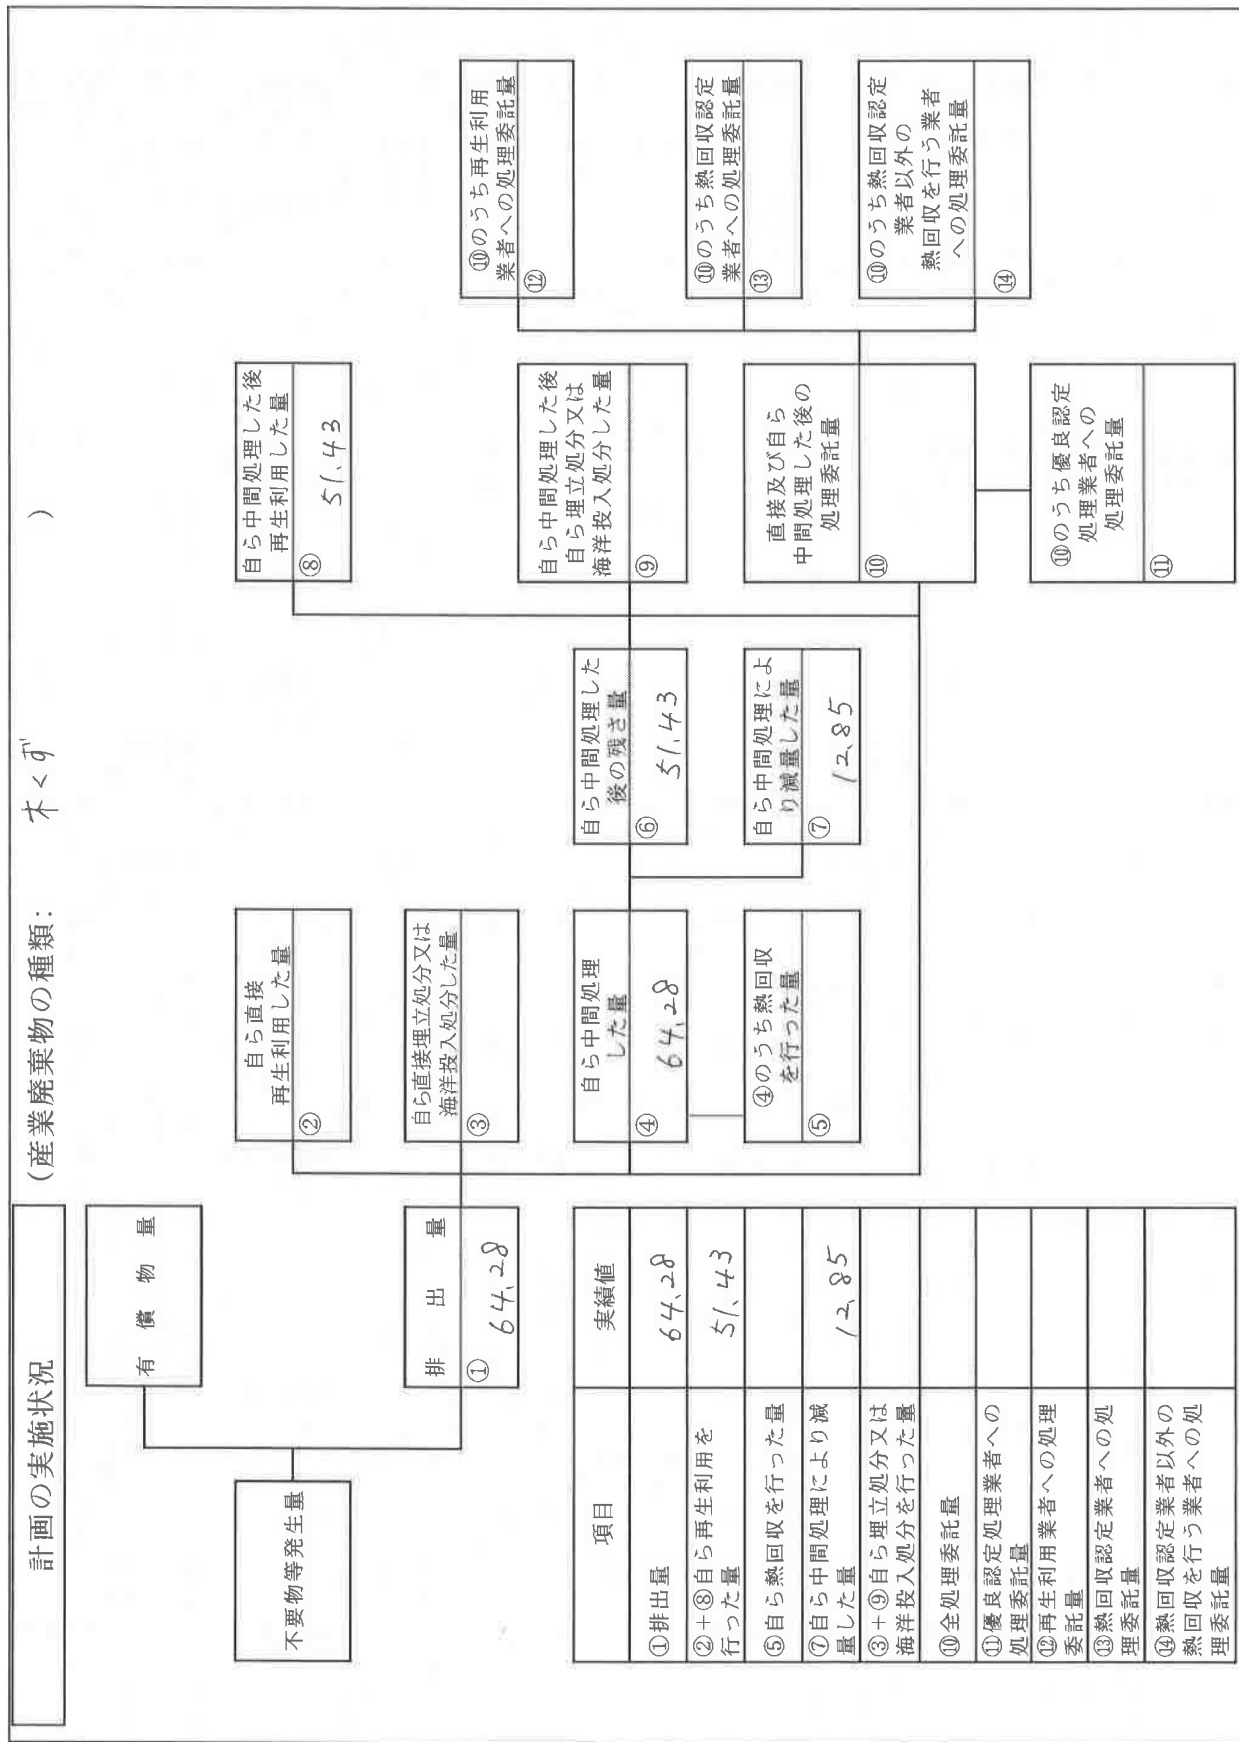 計画の実施状況
(産業廃棄物の種類: 木くず )
有償物量
不要物等発生量
排出量
① 64.28
自ら直接
再生利用した量
②
自ら直接埋立処分又は
海洋投入処分した量
③
自ら中間処理
した量
④ 64.28
④のうち熱回収
を行った量
⑤
自ら中間処理した
後の残さ量
⑥ 51.43
自ら中間処理によ
り減量した量
⑦ 12.85
自ら中間処理した後
再生利用した量
⑧ 51.43
自ら中間処理した後
自ら埋立処分又は
海洋投入処分した量
⑨
直接及び自ら
中間処理した後の
処理委託量
⑩
⑩のうち優良認定
処理業者への
処理委託量
⑪
⑩のうち再生利用
業者への処理委託量
⑫
⑩のうち熱回収認定
業者への処理委託量
⑬
⑩のうち熱回収認定
業者以外の
熱回収を行う業者
への処理委託量
⑭
項目 実績値
①排出量 64.28
②+⑧自ら再生利用を
行った量 51.43
⑤自ら熱回収を行った量
⑦自ら中間処理により減
量した量 12.85
③+⑨自ら埋立処分又は
海洋投入処分を行った量
⑩全処理委託量
⑪優良認定処理業者への
処理委託量
⑫再生利用業者への処理
委託量
⑬熱回収認定業者への処
理委託量
⑭熱回収認定業者以外の
熱回収を行う業者への処
理委託量